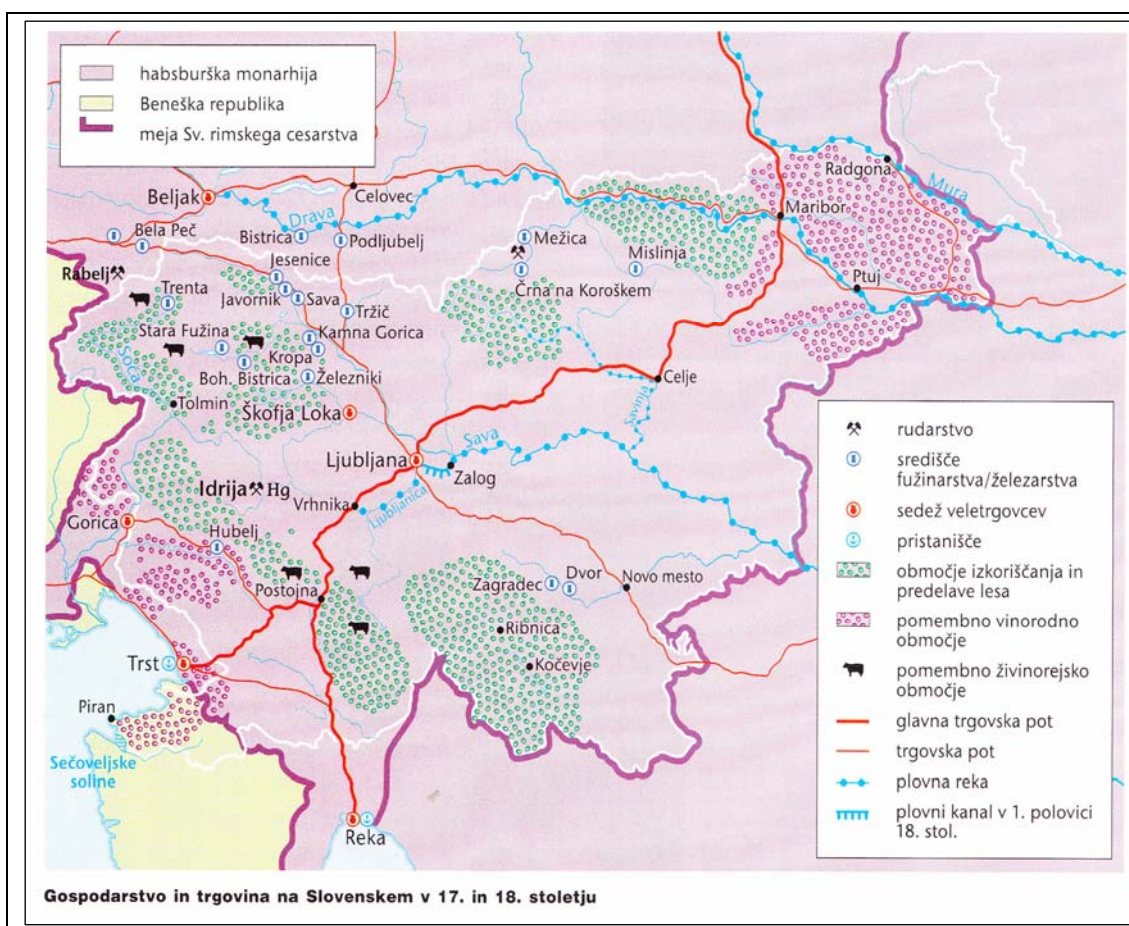 habsburška monarhija
Beneška republika
meja Sv. rimskega cesarstva
Beljak
Celovec
Radgona
Mura
Drava
Maribor
Bela Peč
Bistrica
Podljubelj
Mežica
Mislinja
Jesenice
Ptuj
Rabelj
Trenta
Javornik
Sava
Črna na Koroškem
Tržič
Stara Fužina
Kamna Gorica
Soča
Kropa
Boh. Bistrica
Železniki
Celje
Tolmin
Škofja Loka
Savinja
Sava
Ljubljana
Zalog
Idrija
Hg
Vrhnika
Ljubljanica
Gorica
Hubelj
Postojna
Zagradec
Dvor
Novo mesto
Ribnica
Kočevje
Trst
Piran
Sečoveljske
soline
Reka
rudarstvo
središče
fužinarstva/železarstva
sedež veletrgovcev
pristanišče
območje izkoriščanja in
predelave lesa
pomembno vinorodno
območje
pomembno živinorejsko
območje
glavna trgovska pot
trgovska pot
plovna reka
plovni kanal v 1. polovici
18. stol.
Gospodarstvo in trgovina na Slovenskem v 17. in 18. stoletju